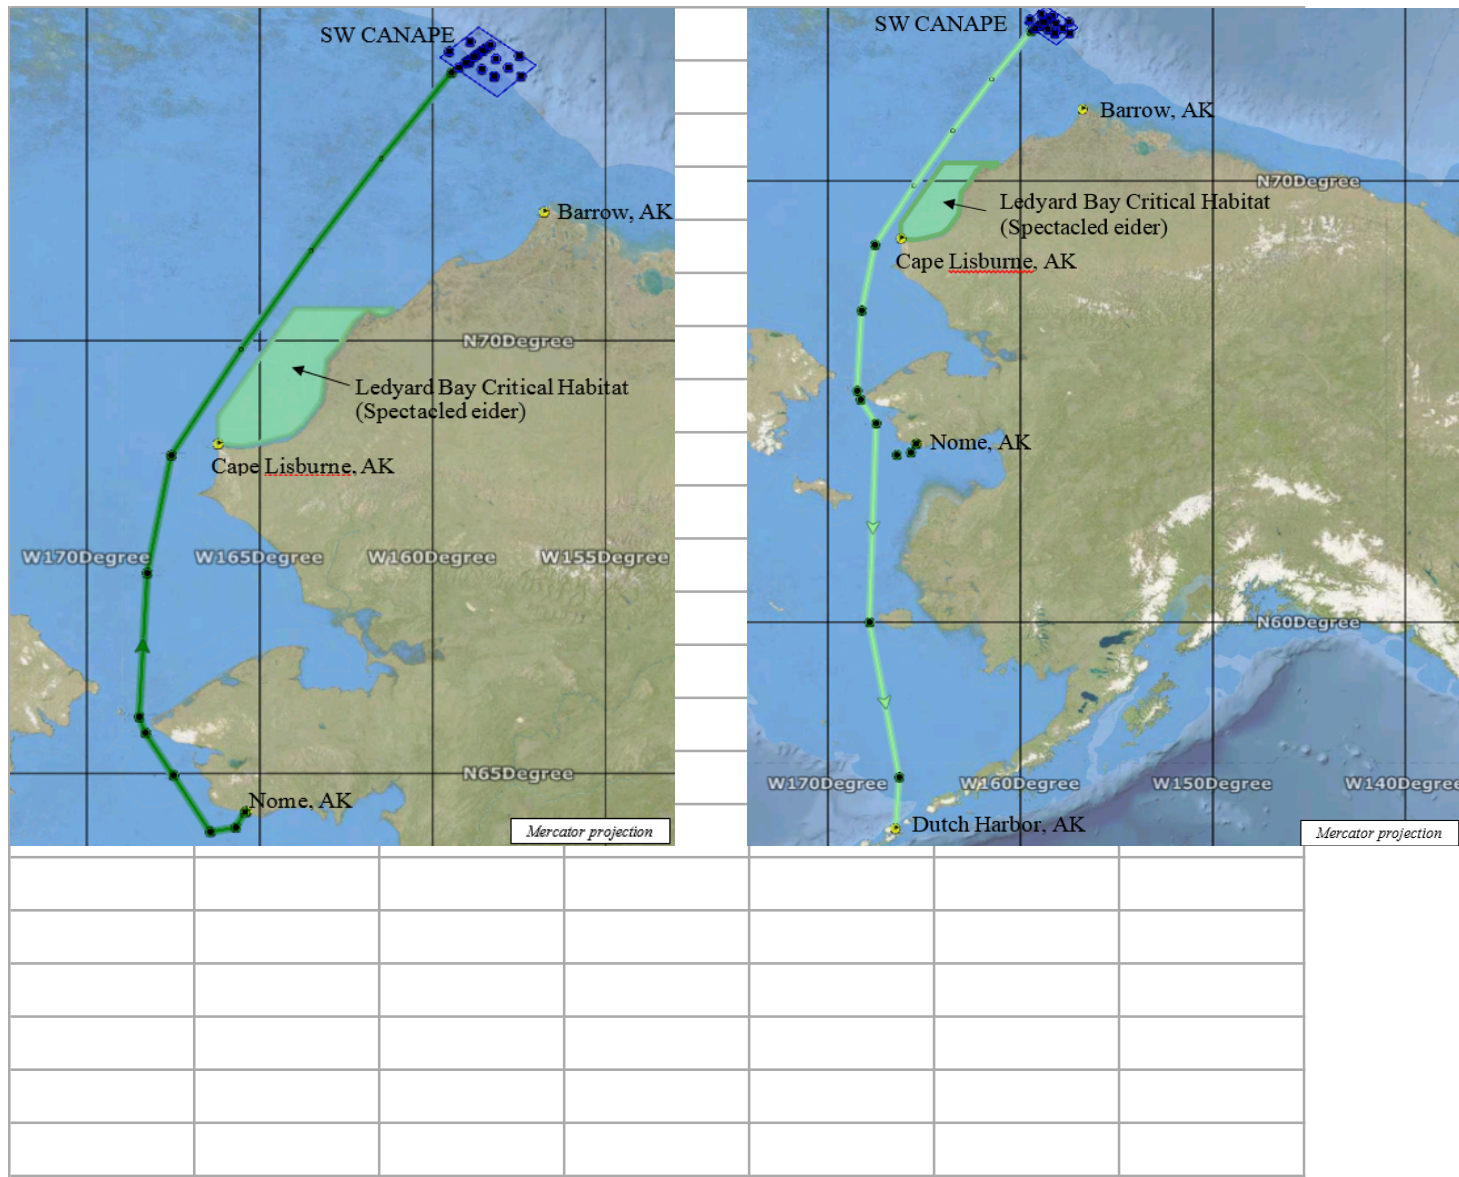 SW CANAPE
Barrow, AK
N70Degree
Ledyard Bay Critical Habitat
(Spectacled eider)
Cape Lisburne, AK
W170Degree
W165Degree
W160Degree
W155Degree
N65Degree
Nome, AK
Mercator projection
SW CANAPE
Barrow, AK
N70Degree
Ledyard Bay Critical Habitat
(Spectacled eider)
Cape Lisburne, AK
Nome, AK
N60Degree
W170Degree
W160Degree
W150Degree
W140Degree
Dutch Harbor, AK
Mercator projection